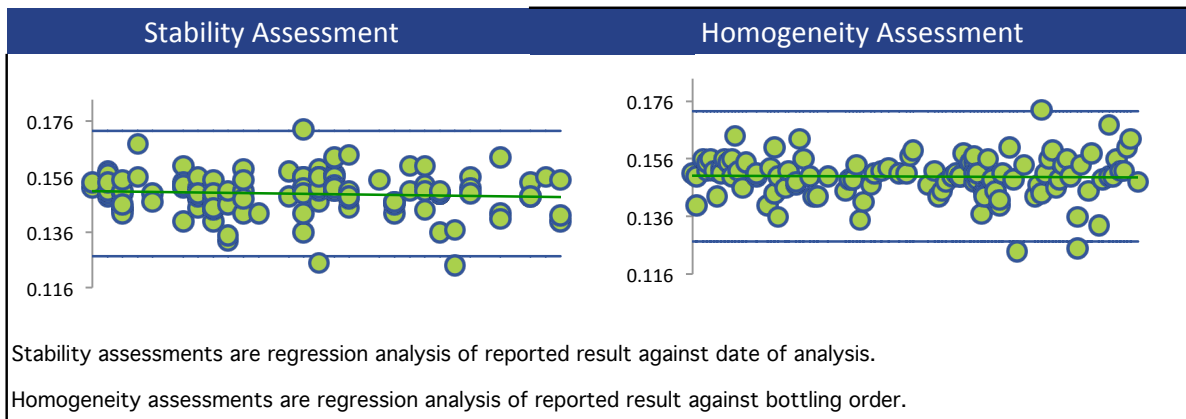 Stability Assessment
Homogeneity Assessment
0.176
0.156
0.136
0.116
0.176
0.156
0.136
0.116
Stability assessments are regression analysis of reported result against date of analysis.
Homogeneity assessments are regression analysis of reported result against bottling order.